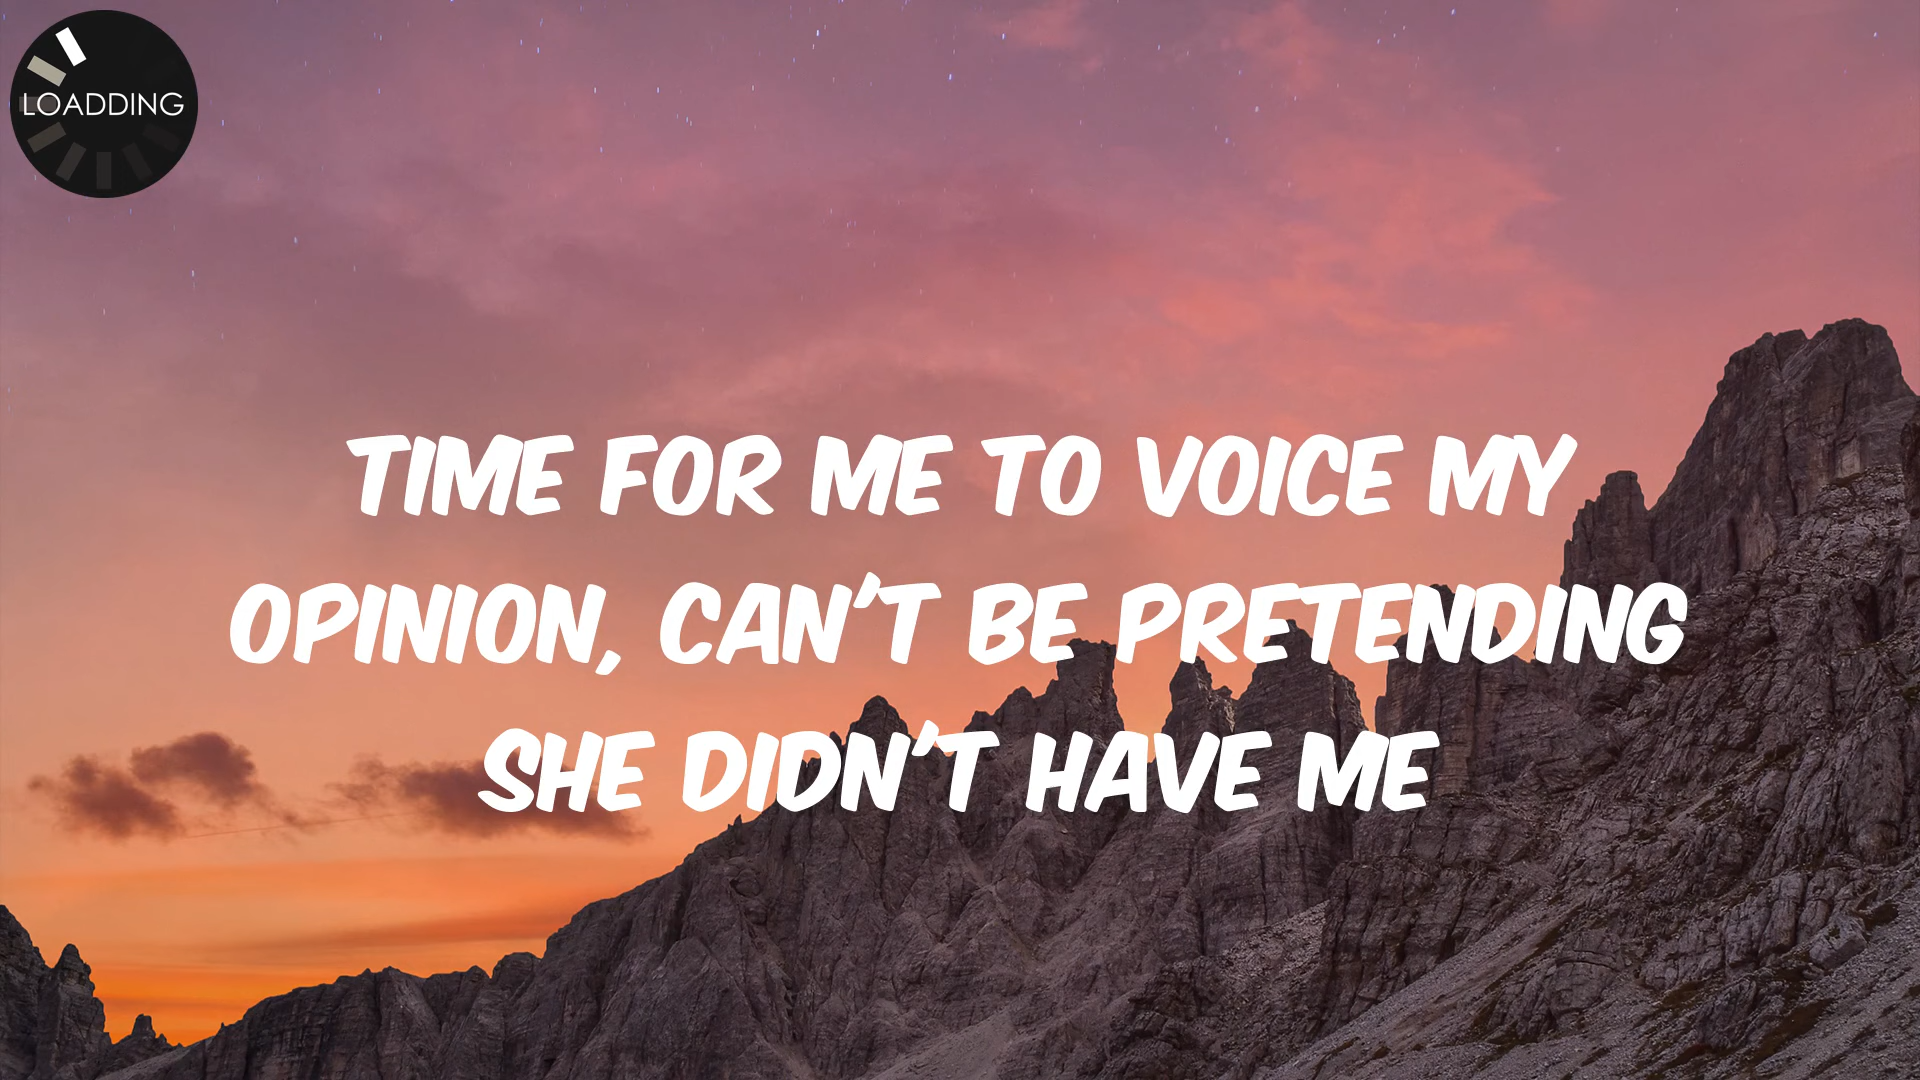 LOADDING
TIME FOR ME TO VOICE MY
OPINION, CAN'T BE PRETENDING
SHE DIDN'T HAVE ME